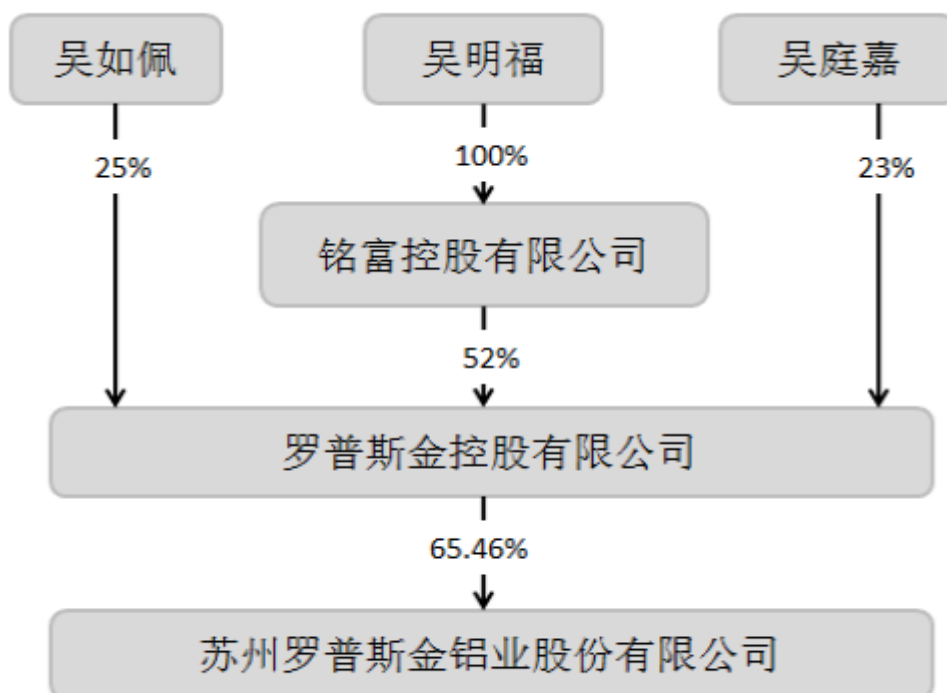 吴如佩
吴明福
吴庭嘉
25%
100%
23%
铭富控股有限公司
52%
罗普斯金控股有限公司
65.46%
苏州罗普斯金铝业股份有限公司